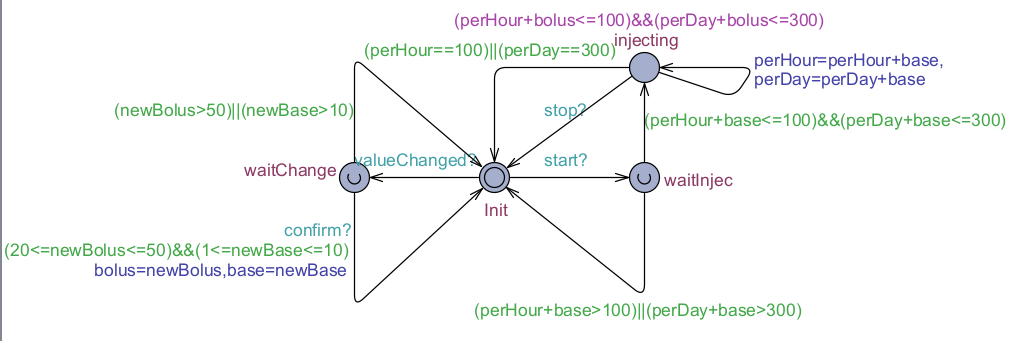 (perHour+bolus<=100)&&(perDay+bolus<=300)
injecting
(perHour==100)||(perDay==300)
perHour=perHour+base,
perDay=perDay+base
(newBolus>50)||(newBase>10)
stop?
(perHour+base<=100)&&(perDay+base<=300)
valueChanged?
start?
waitChange
waitInjec
Init
confirm?
(20<=newBolus<=50)&&(1<=newBase<=10)
bolus=newBolus,base=newBase
(perHour+base>100)||(perDay+base>300)